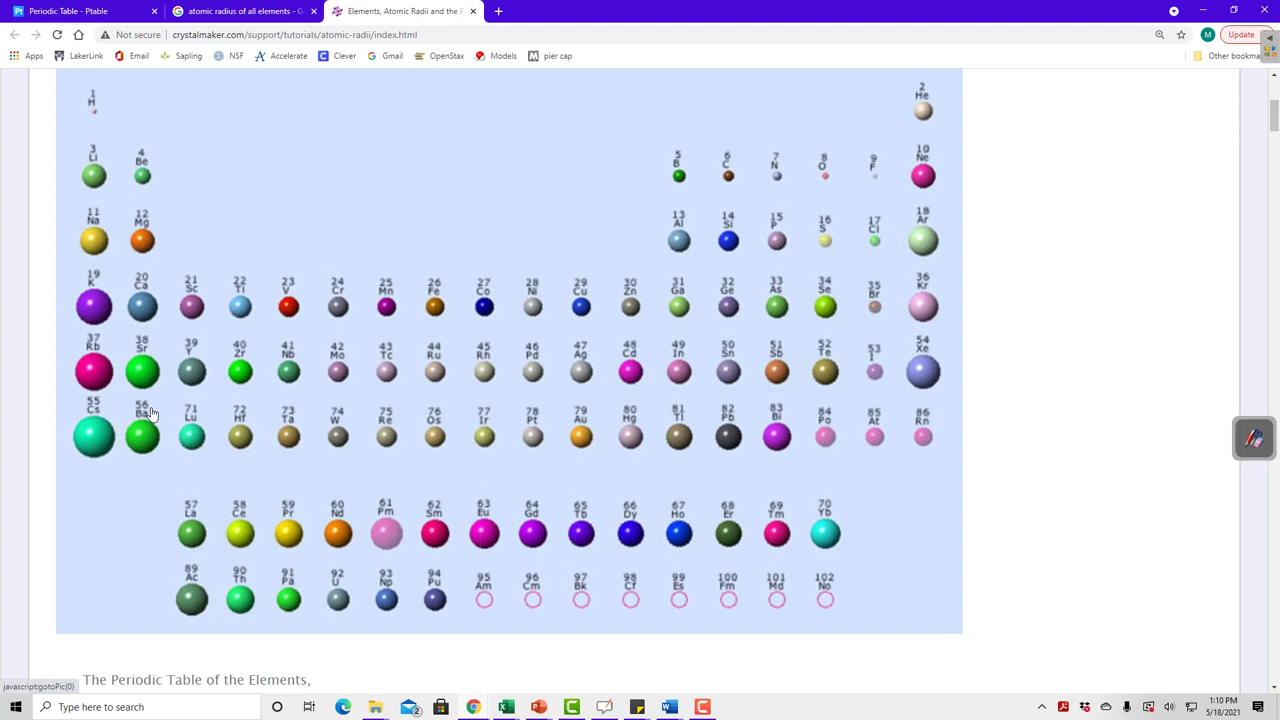 Periodic Table - Ptable
atomic radius of all elements - G
Elements, Atomic Radii and the P
Not secure
crystalmaker.com/support/tutorials/atomic-radii/index.html
M
Update
Apps
LakerLink
Email
Sapling
NSF
Accelerate
Clever
Gmail
OpenStax
Models
pier cap
Other bookma
1 2
H He
3 4 5 6 7 8 9 10
Li Be B C N O F Ne
11 12 13 14 15 16 17 18
Na Mg Al Si P S Cl Ar
19 20 21 22 23 24 25 26 27 28 29 30 31 32 33 34 35 36
K Ca Sc Ti V Cr Mn Fe Co Ni Cu Zn Ga Ge As Se Br Kr
37 38 39 40 41 42 43 44 45 46 47 48 49 50 51 52 53 54
Rb Sr Y Zr Nb Mo Tc Ru Rh Pd Ag Cd In Sn Sb Te I Xe
55 56 71 72 73 74 75 76 77 78 79 80 81 82 83 84 85 86
Cs Ba Lu Hf Ta W Re Os Ir Pt Au Hg Tl Pb Bi Po At Rn
57 58 59 60 61 62 63 64 65 66 67 68 69 70
La Ce Pr Nd Pm Sm Eu Gd Tb Dy Ho Er Tm Yb
89 90 91 92 93 94 95 96 97 98 99 100 101 102
Ac Th Pa U Np Pu Am Cm Bk Cf Es Fm Md No
The Periodic Table of the Elements,
javascript:gotoPic(0)
Type here to search
2
1:10 PM
5/18/2021